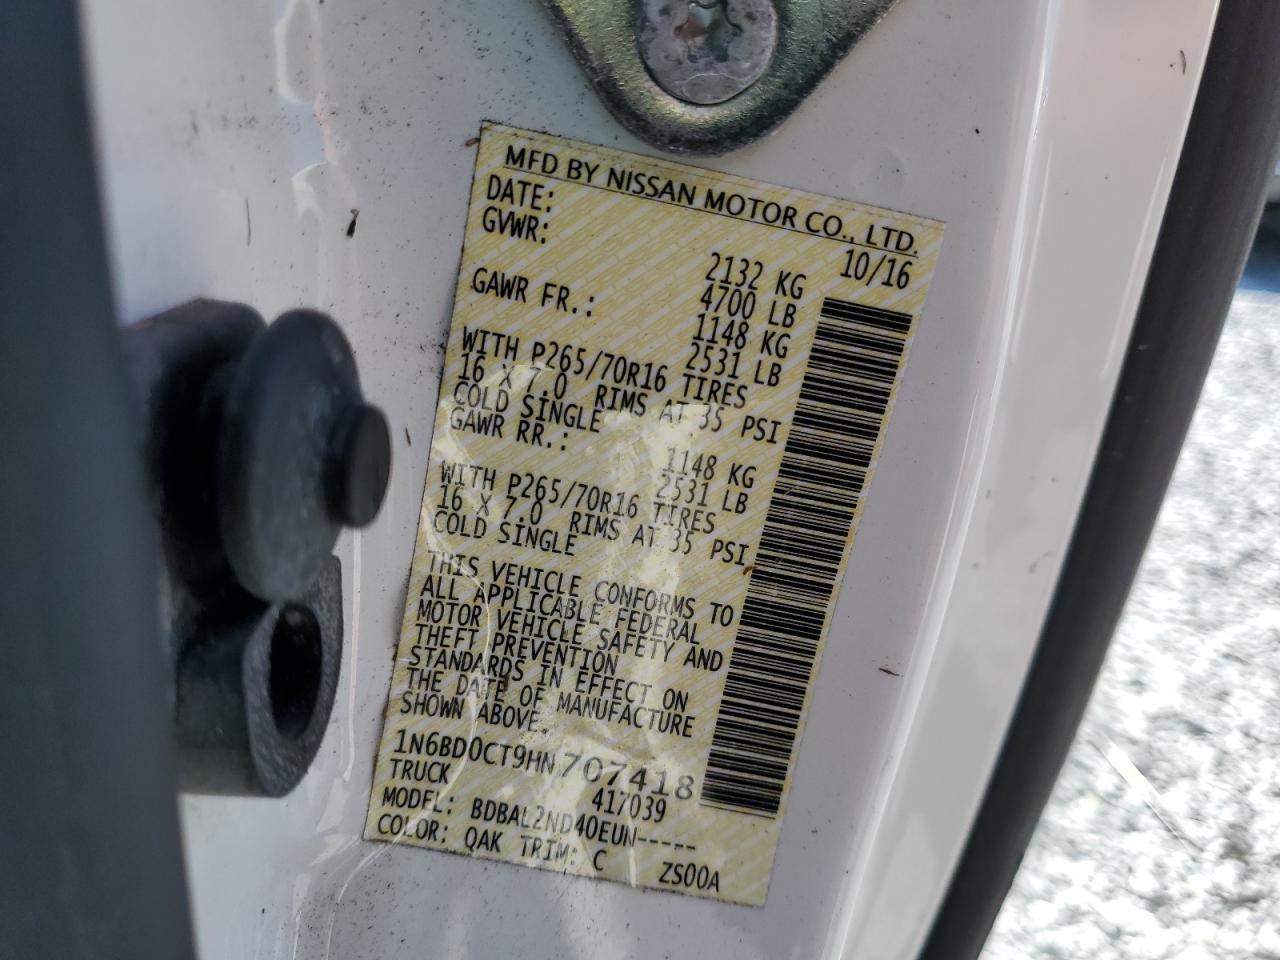 MFD BY NISSAN MOTOR CO., LTD.
DATE: 10/16
GVWR: 2132 KG
4700 LB
GAWR FR.: 1148 KG
2531 LB
WITH P265/70R16 TIRES
16 X 7.0 RIMS AT 35 PSI
COLD SINGLE
GAWR RR.: 1148 KG
2531 LB
WITH P265/70R16 TIRES
16 X 7.0 RIMS AT 35 PSI
COLD SINGLE
THIS VEHICLE CONFORMS TO
ALL APPLICABLE FEDERAL
MOTOR VEHICLE SAFETY AND
THEFT PREVENTION
STANDARDS IN EFFECT ON
THE DATE OF MANUFACTURE
SHOWN ABOVE.
1N6BD0CT9HN707418
TRUCK 417039
MODEL: BDBAL2ND40EUN-----
COLOR: QAK TRIM: C ZS00A